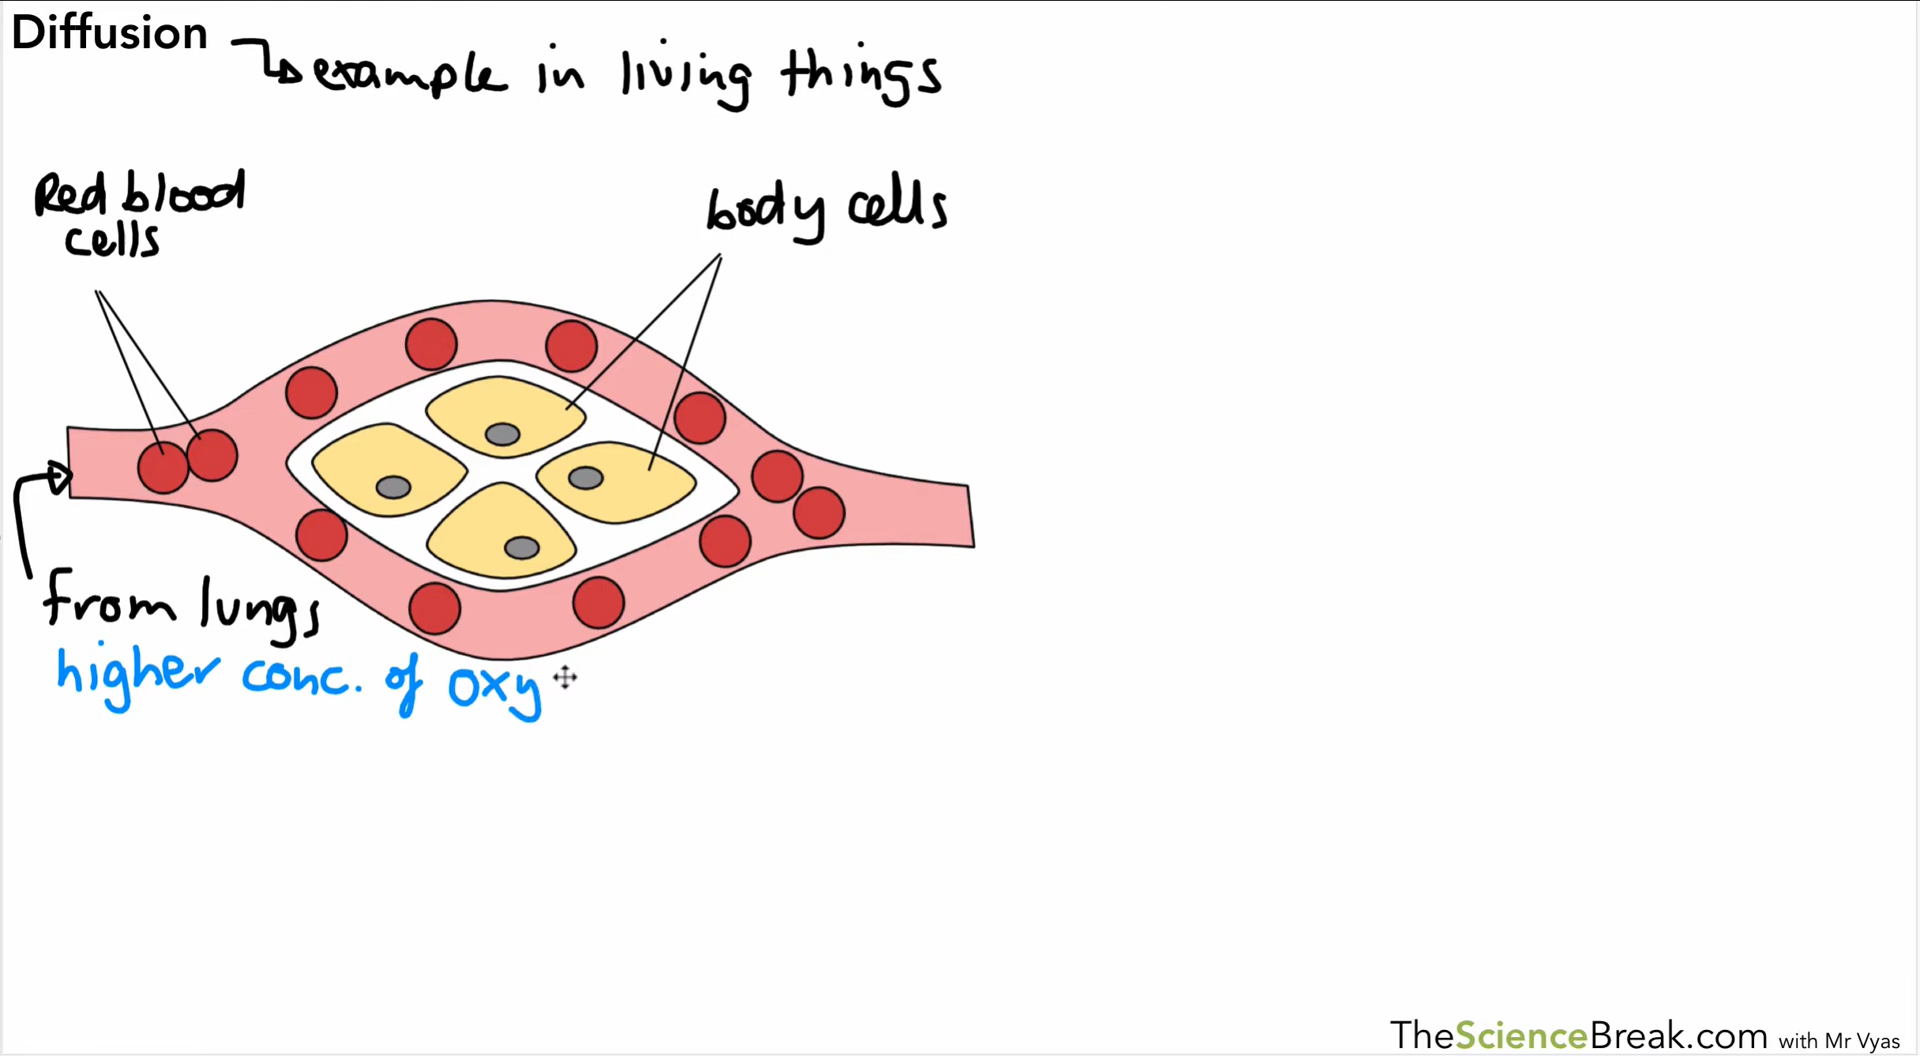 Diffusion
example in living things
Red blood
cells
body cells
from lungs
higher conc. of oxy
TheScienceBreak.com with Mr Vyas